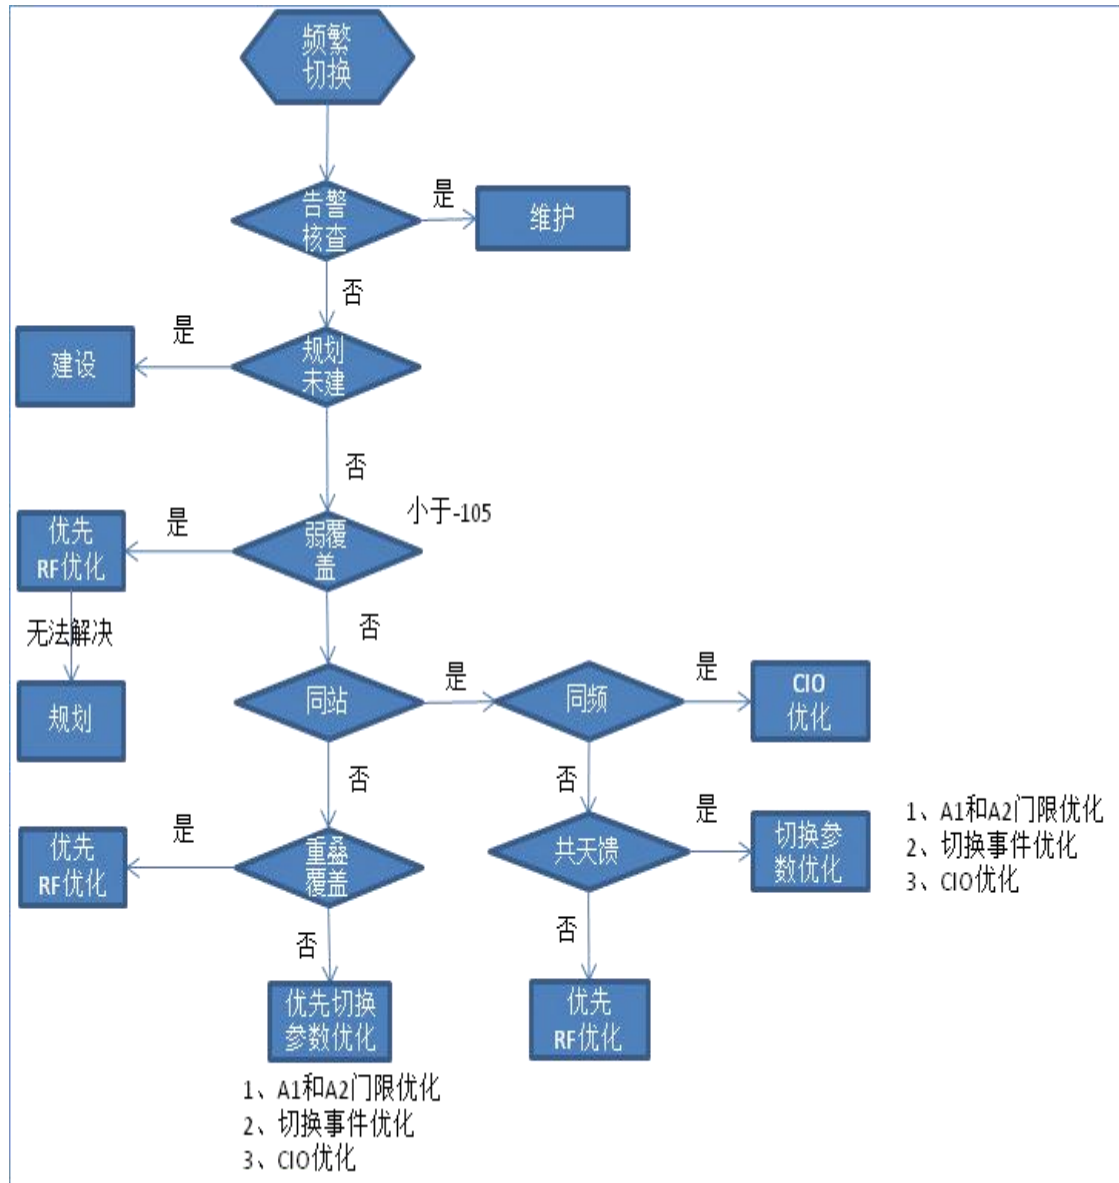 频繁
切换
告警
核查
是
维护
否
是
建设
规划
未建
否
小于-105
优先
RF优化
是
弱覆
盖
无法解决
否
规划
同站
是
同频
是
CIO
优化
否
否
优先
RF优化
是
重叠
覆盖
共天馈
是
切换参
数优化
1、A1和A2门限优化
2、切换事件优化
3、CIO优化
否
否
优先切换
参数优化
优先
RF优化
1、A1和A2门限优化
2、切换事件优化
3、CIO优化